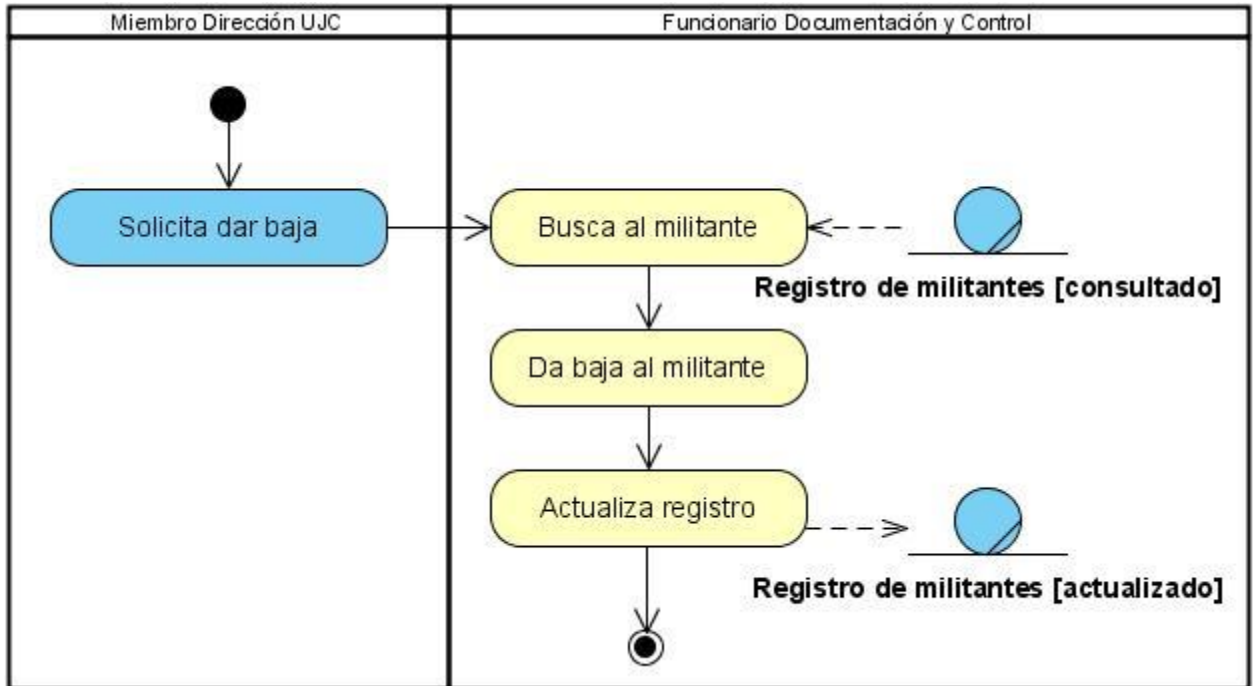 Miembro Dirección UJC
Funcionario Documentación y Control
Solicita dar baja
Busca al militante
Registro de militantes [consultado]
Da baja al militante
Actualiza registro
Registro de militantes [actualizado]